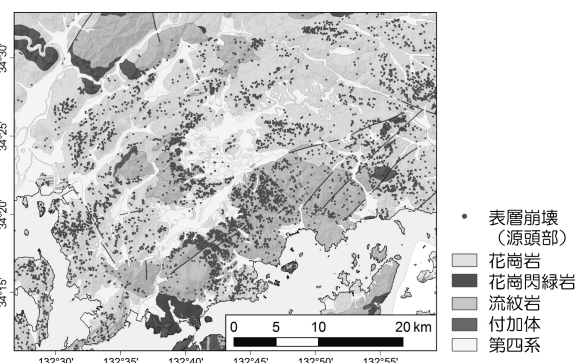 34°30'
34°25'
34°20'
34°15'
132°30'
132°35'
132°40'
132°45'
132°50'
132°55'
0 5 10 20 km
表層崩壊
（源頭部）
花崗岩
花崗閃緑岩
流紋岩
付加体
第四系